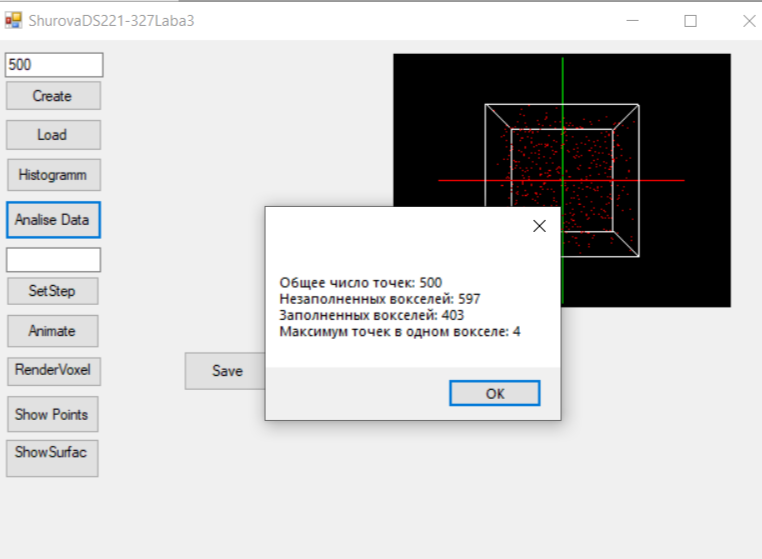 ShurovaDS221-327Laba3
500
Create
Load
Histogramm
Analise Data
SetStep
Animate
RenderVoxel
Show Points
ShowSurfac
Save
Общее число точек: 500
Незаполненных вокселей: 597
Заполненных вокселей: 403
Максимум точек в одном вокселе: 4
OK